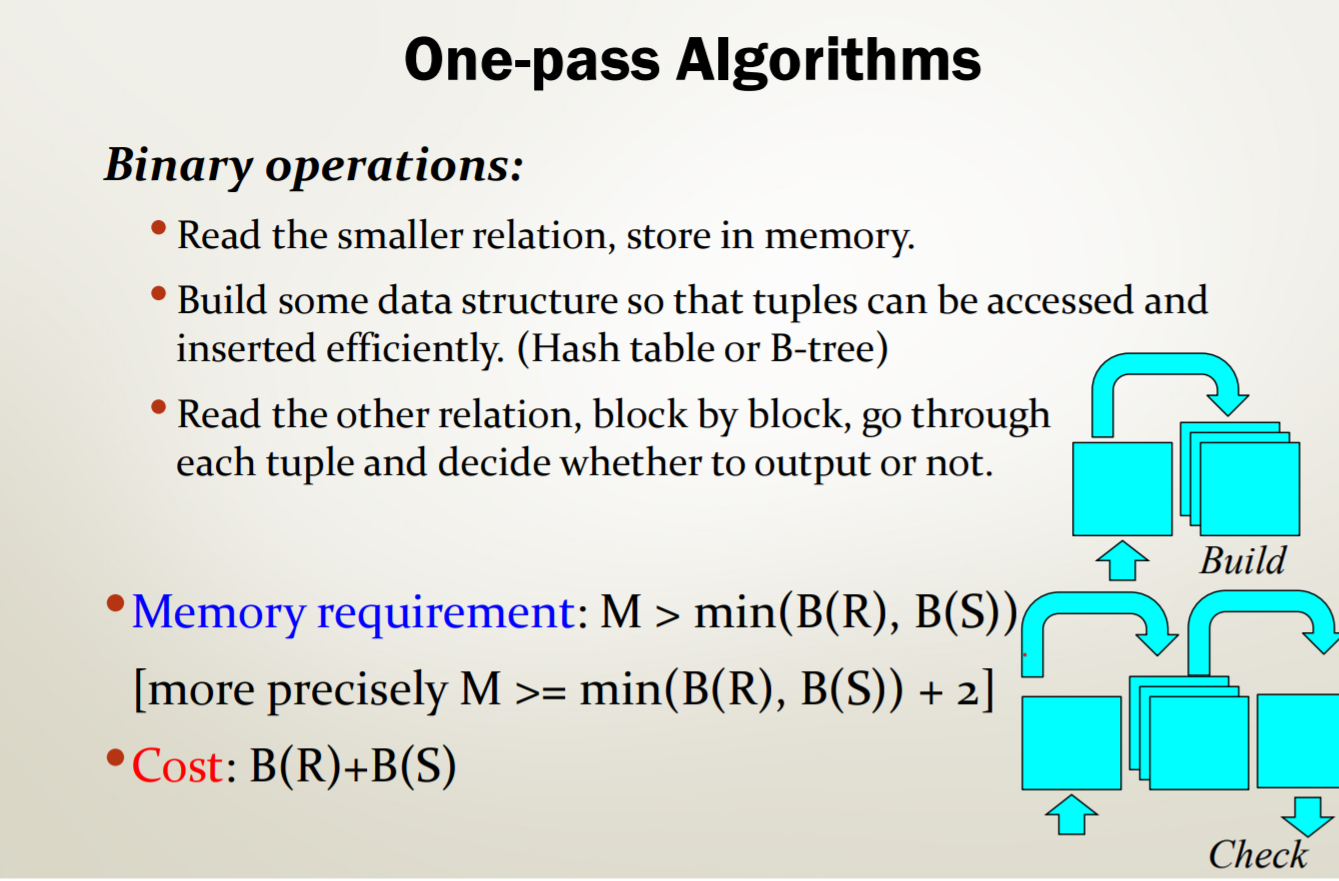 One-pass Algorithms
Binary operations:
• Read the smaller relation, store in memory.
• Build some data structure so that tuples can be accessed and
inserted efficiently. (Hash table or B-tree)
• Read the other relation, block by block, go through
each tuple and decide whether to output or not.
Build
• Memory requirement: M > min(B(R), B(S))
[more precisely M >= min(B(R), B(S)) + 2]
• Cost: B(R)+B(S)
Check